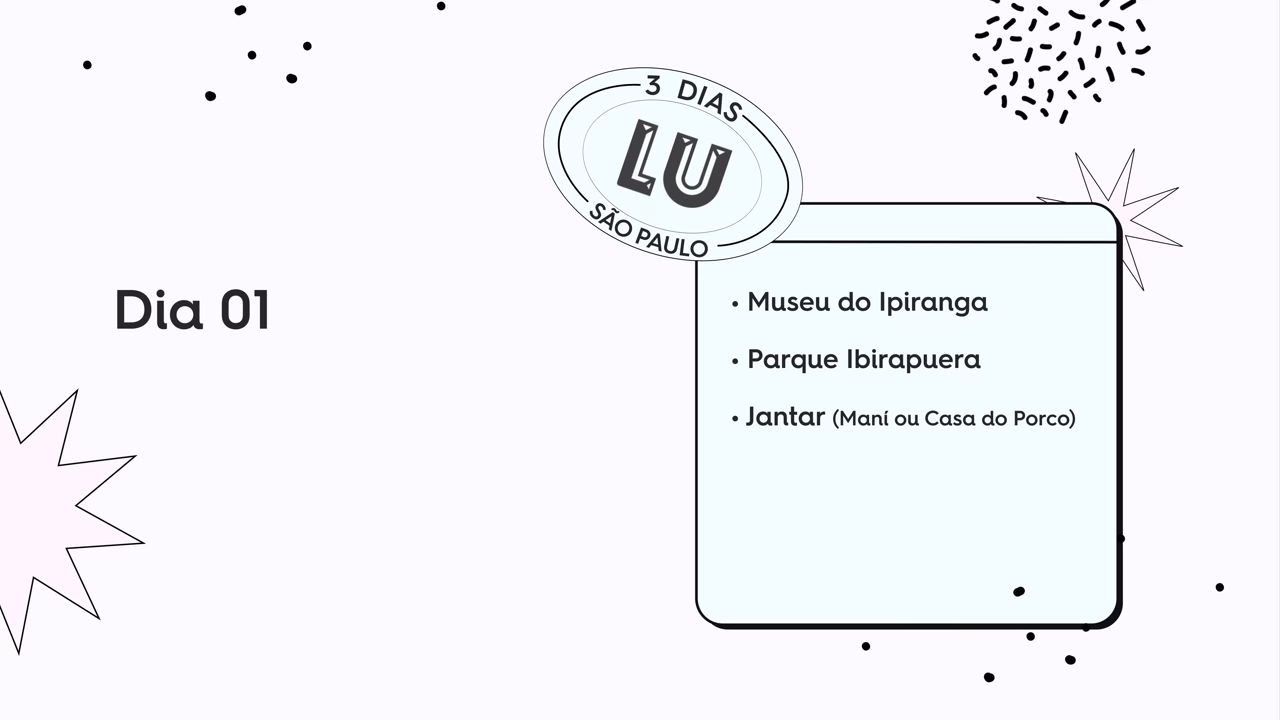 3 DIAS
LU
SÃO PAULO
Dia 01
• Museu do Ipiranga
• Parque Ibirapuera
• Jantar (Maní ou Casa do Porco)